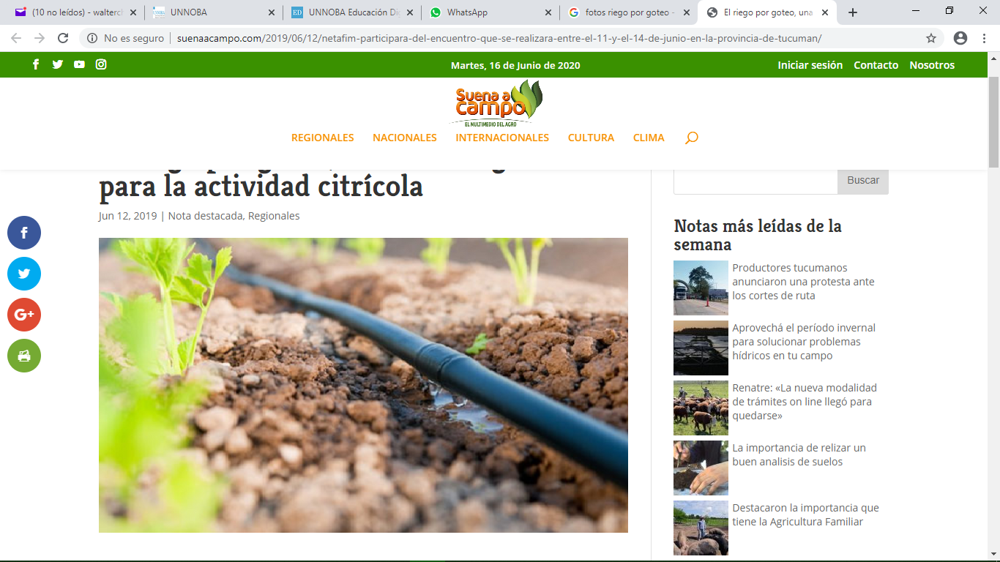 (10 no leídos) - walterch
UNNOBA
UNNOBA Educación Di
WhatsApp
fotos riego por goteo -
El riego por goteo, una
No es seguro | suenaacampo.com/2019/06/12/netafim-participara-del-encuentro-que-se-realizara-entre-el-11-y-el-14-de-junio-en-la-provincia-de-tucuman/
Martes, 16 de Junio de 2020
Iniciar sesión Contacto Nosotros
Suena a
campo
EL MULTIMEDIO DEL AGRO
REGIONALES NACIONALES INTERNACIONALES CULTURA CLIMA
para la actividad citrícola
Jun 12, 2019 | Nota destacada, Regionales
Buscar
Notas más leídas de la
semana
Productores tucumanos
anunciaron una protesta ante
los cortes de ruta
Aprovechá el período invernal
para solucionar problemas
hídricos en tu campo
Renatre: «La nueva modalidad
de trámites on line llegó para
quedarse»
La importancia de relizar un
buen analisis de suelos
Destacaron la importancia que
tiene la Agricultura Familiar